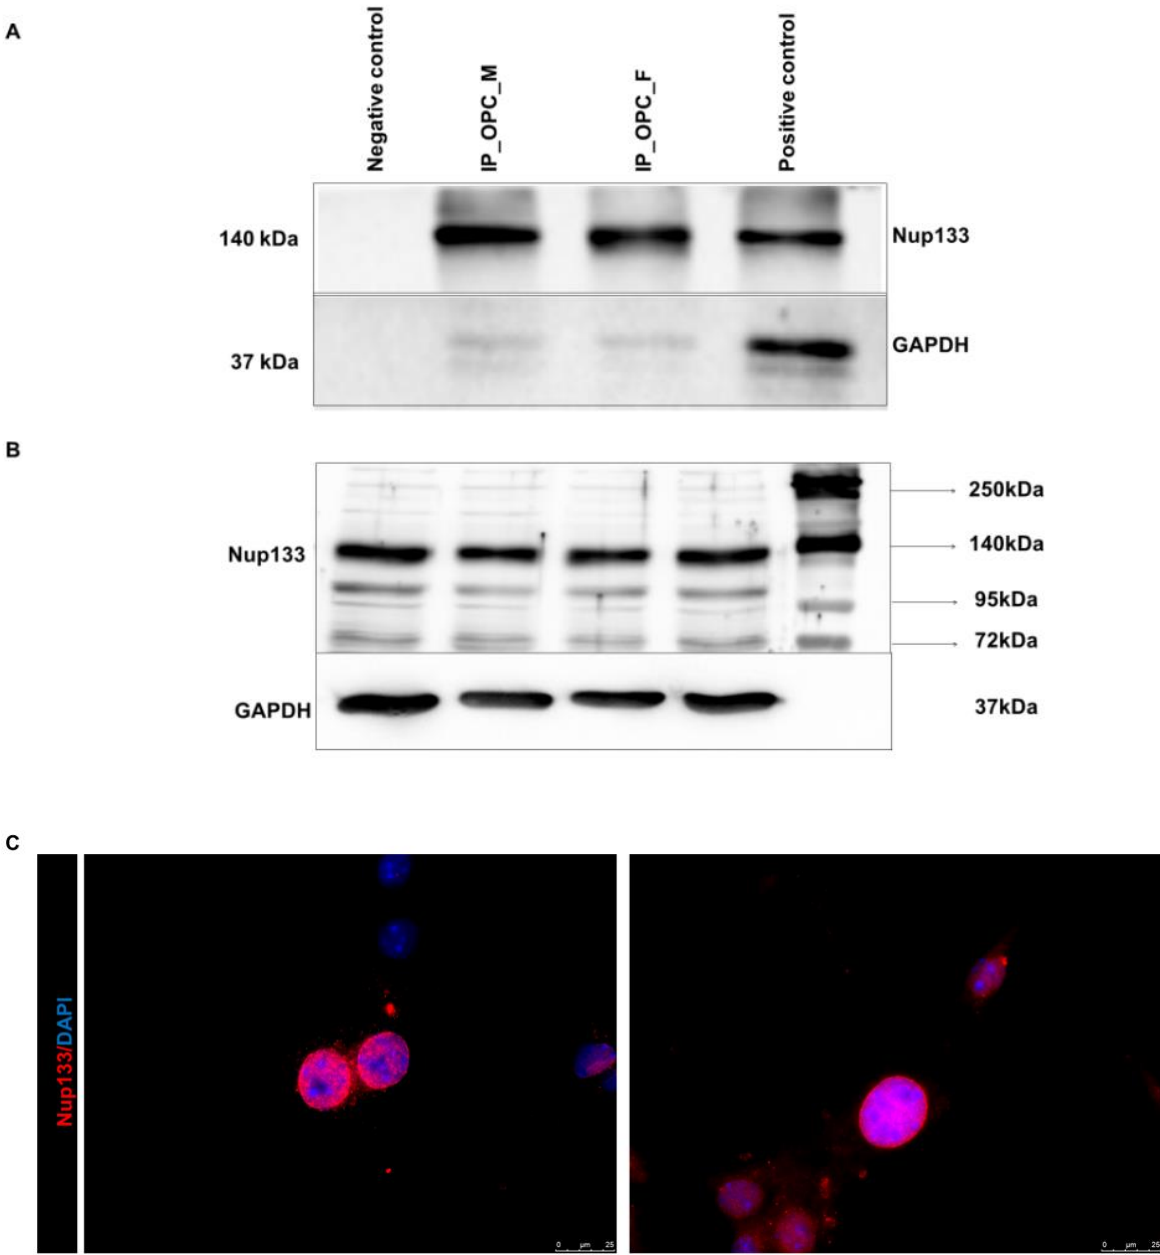 A
Negative control
IP_OPC_M
IP_OPC_F
Positive control
140 kDa
Nup133
37 kDa
GAPDH
B
Nup133
250kDa
140kDa
95kDa
72kDa
GAPDH
37kDa
C
Nup133/DAPI
0 µm 25
0 µm 25